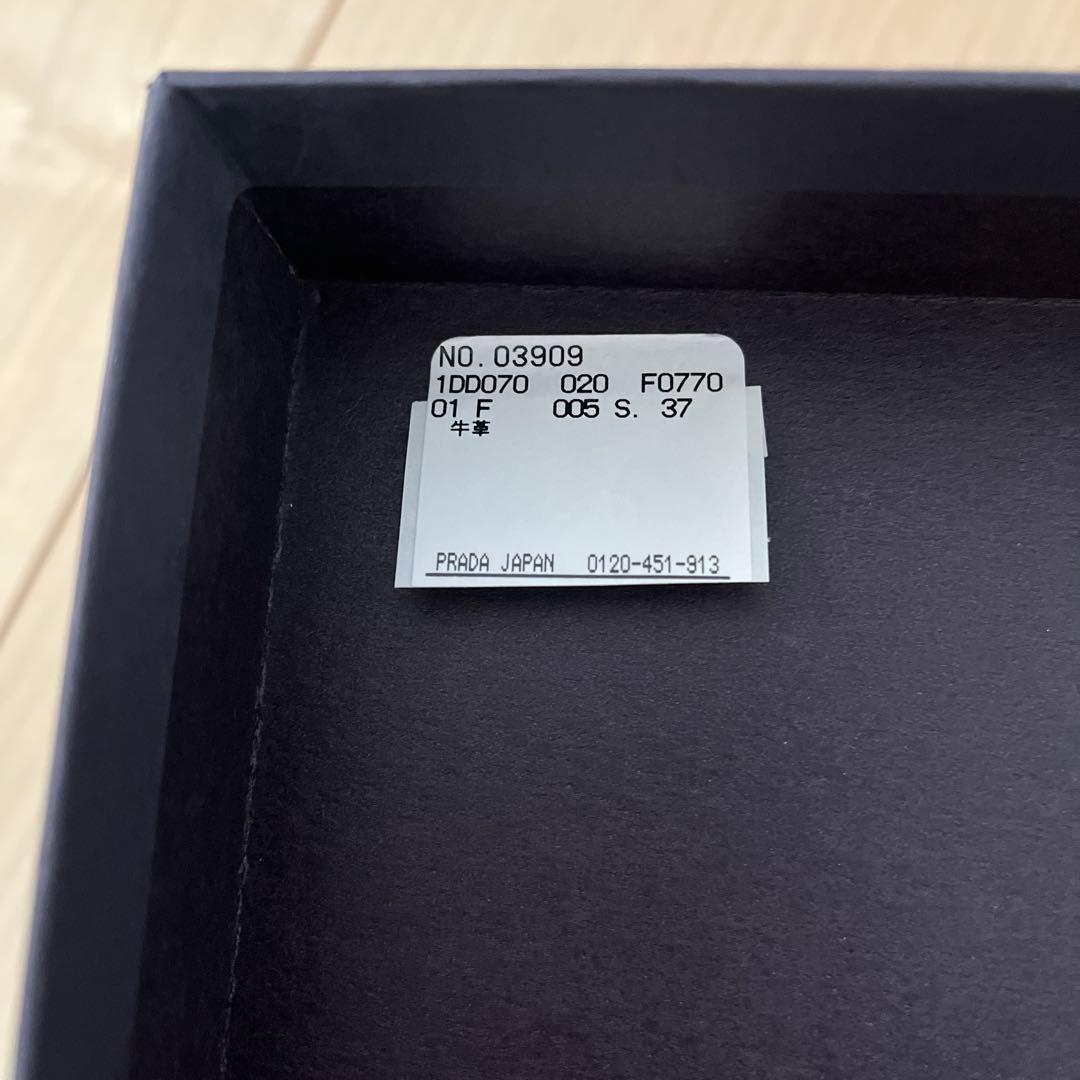 NO. 03909
1DD070 020 F0770
01 F 005 S. 37
牛革
PRADA JAPAN 0120-451-913